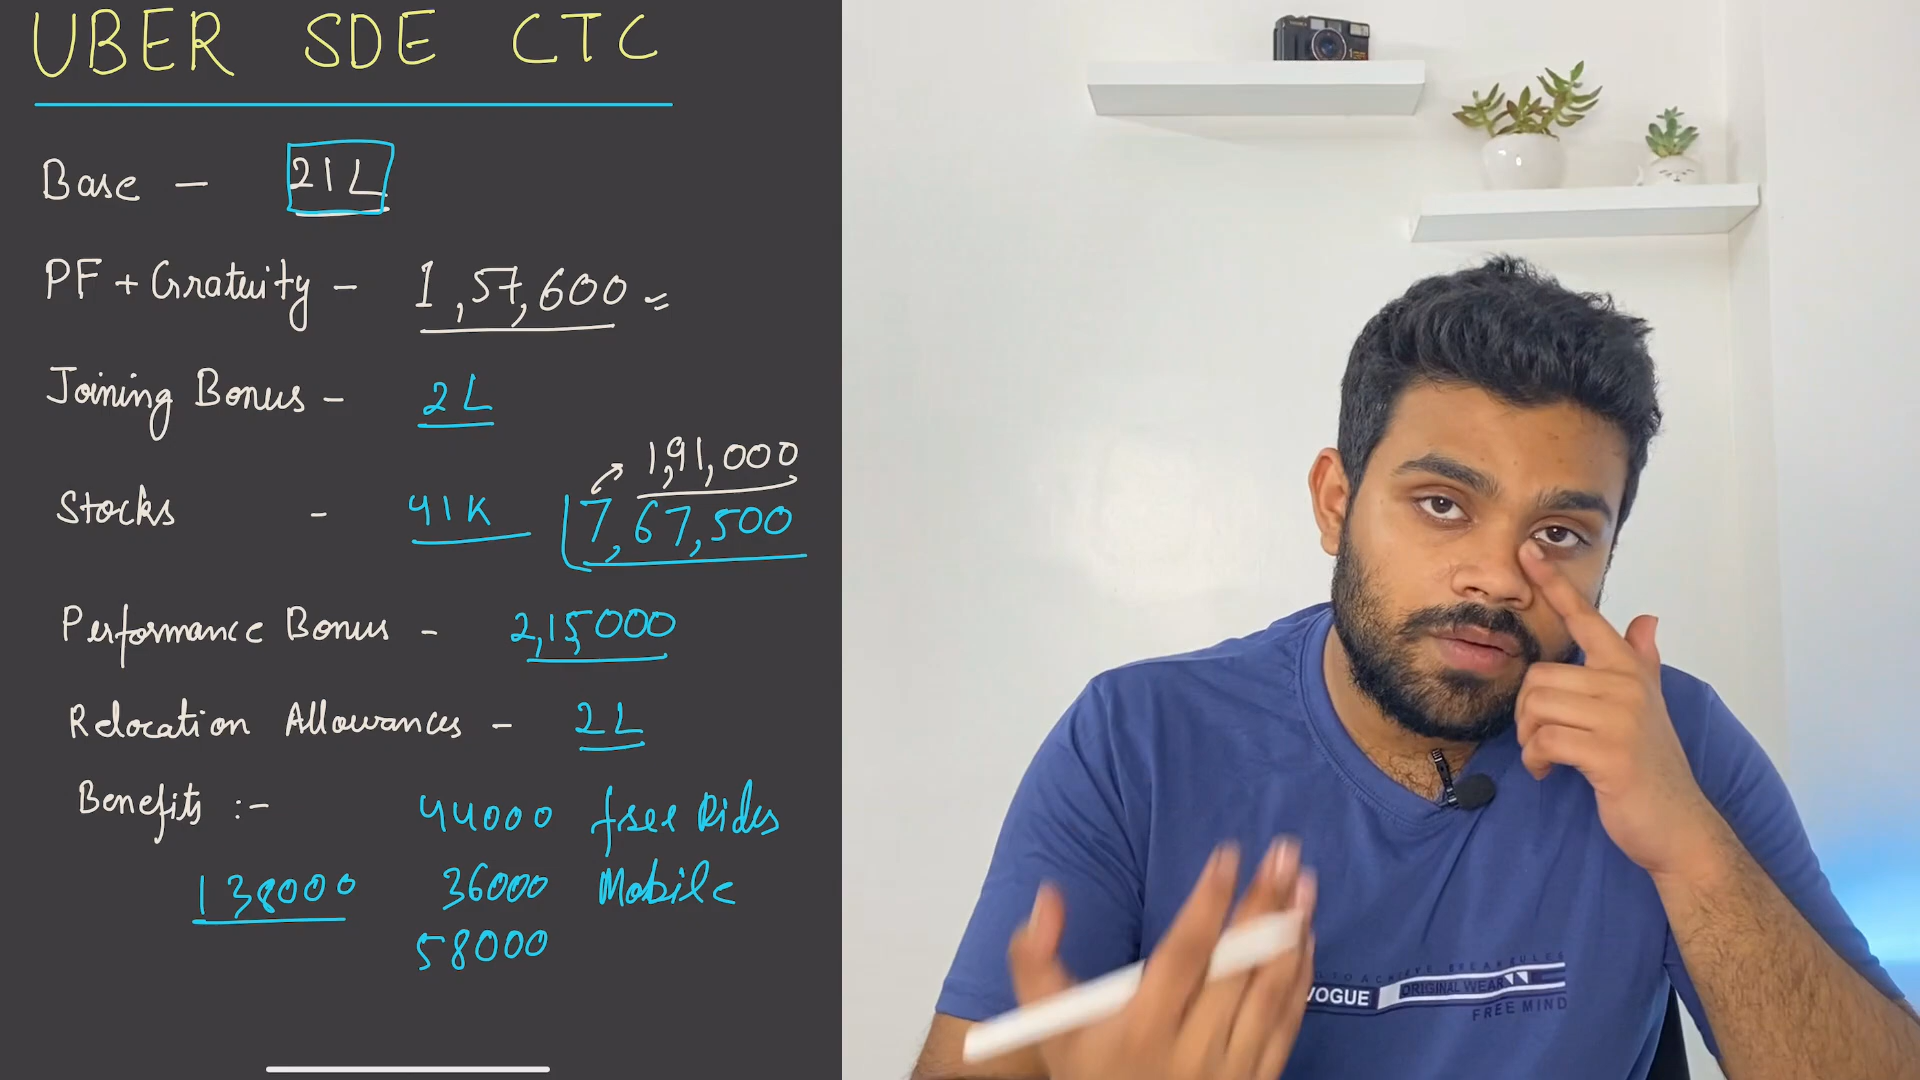 UBER SDE CTC
Base - 21L
PF + Gratuity - 1,57,600 =
Joining Bonus - 2L
1,91,000
Stocks - 41K 7,67,500
Performance Bonus - 2,15,000
Relocation Allowances - 2L
Benefits :- 44000 free Rides
138000 36000 Mobile
58000
VOGUE ORIGINAL WEAR
FREE MIND